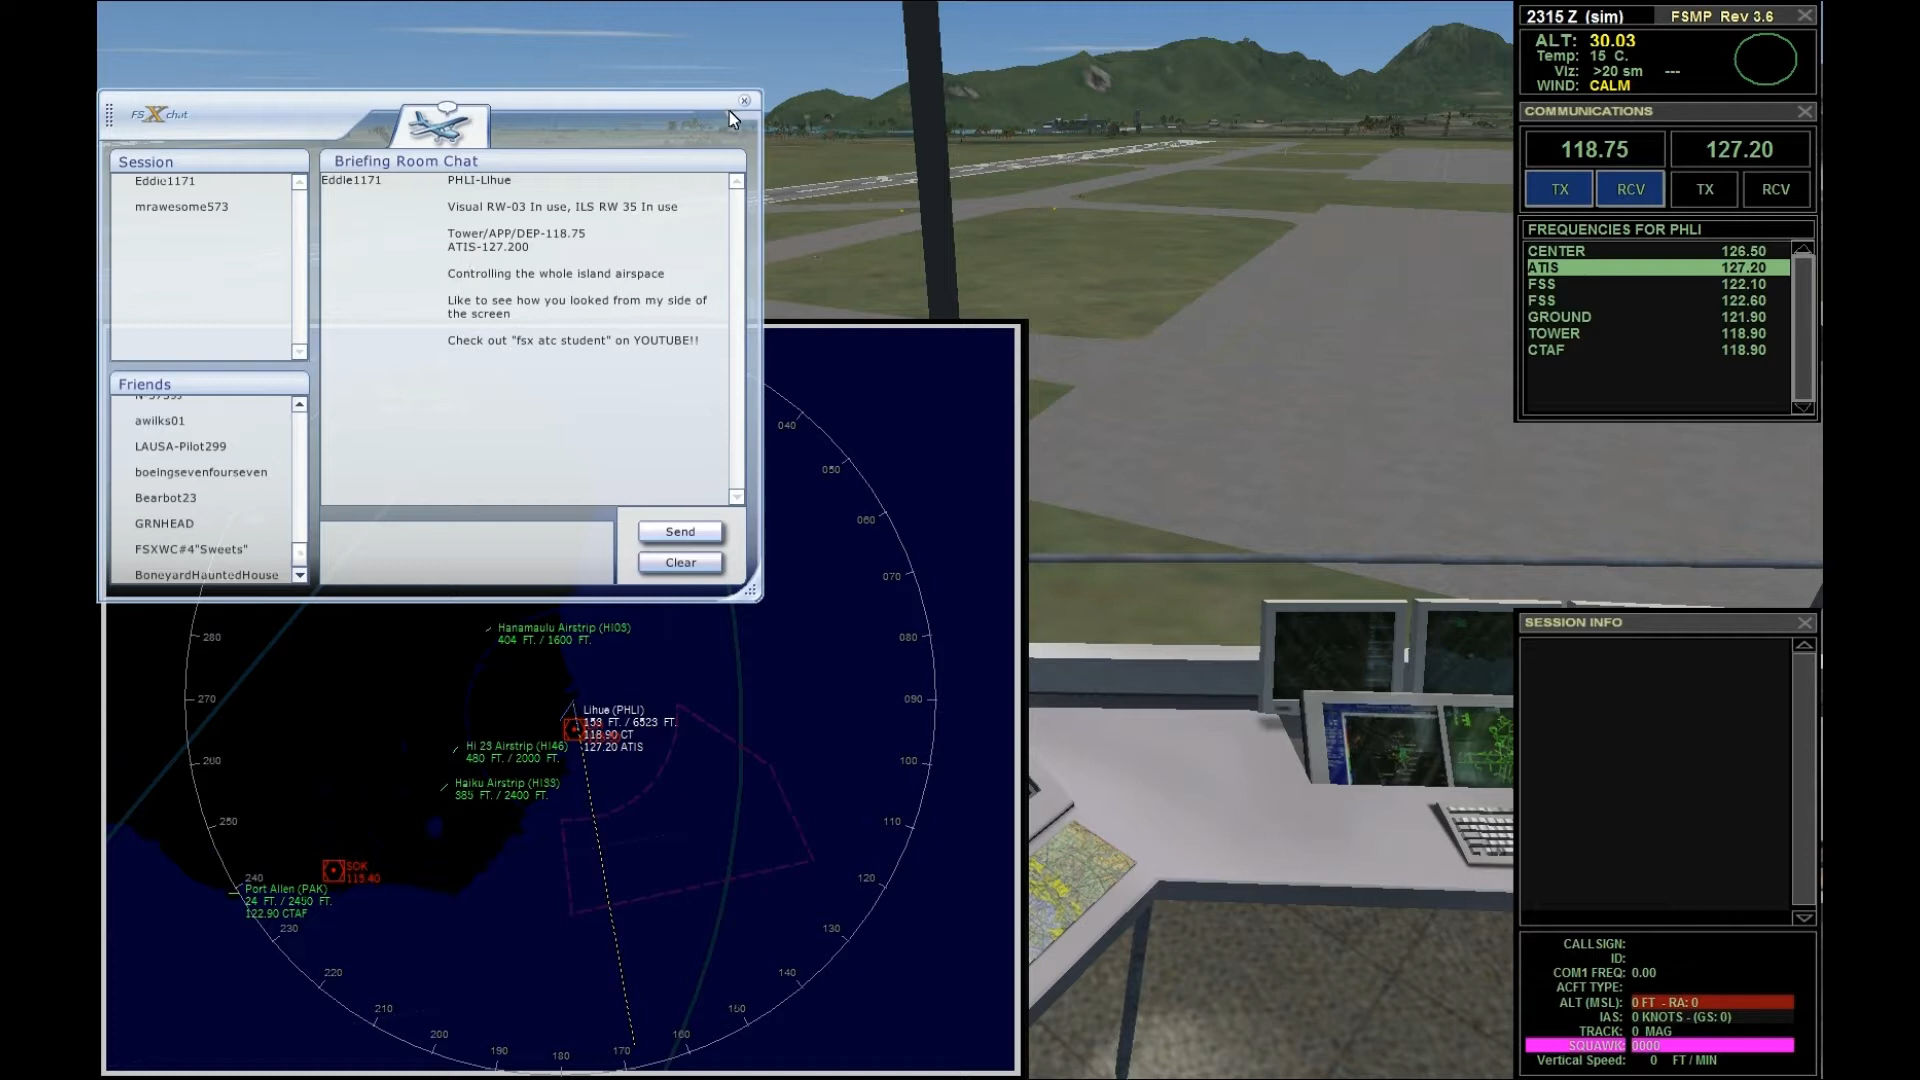 FSXchat
Session
Eddie1171
mrawesome573
Friends
awilks01
LAUSA-Pilot299
boeingsevenfourseven
Bearbot23
GRNHEAD
FSXWC#4"Sweets"
BoneyardHauntedHouse
Briefing Room Chat
Eddie1171 PHLI-Lihue
Visual RW-03 In use, ILS RW 35 In use
Tower/APP/DEP-118.75
ATIS-127.200
Controlling the whole island airspace
Like to see how you looked from my side of
the screen
Check out "fsx atc student" on YOUTUBE!!
Send
Clear
040
050
060
070
080
090
100
110
120
130
140
150
160
170
180
190
200
210
220
230
240
250
260
270
280
Hanamaulu Airstrip (HI03)
404 FT. / 1600 FT.
Lihue (PHLI)
153 FT. / 6523 FT.
118.90 CT
127.20 ATIS
Hi 23 Airstrip (HI46)
480 FT. / 2000 FT.
Haiku Airstrip (HI33)
385 FT. / 2400 FT.
SOK
115.40
Port Allen (PAK)
24 FT. / 2450 FT.
122.90 CTAF
2315 Z (sim) FSMP Rev 3.6
ALT: 30.03
Temp: 15 C.
Viz: >20 sm ---
WIND: CALM
COMMUNICATIONS
118.75 127.20
TX RCV TX RCV
FREQUENCIES FOR PHLI
CENTER 126.50
ATIS 127.20
FSS 122.10
FSS 122.60
GROUND 121.90
TOWER 118.90
CTAF 118.90
SESSION INFO
CALLSIGN:
ID:
COM1 FREQ: 0.00
ACFT TYPE:
ALT (MSL): 0 FT - RA: 0
IAS: 0 KNOTS - (GS: 0)
TRACK: 0 MAG
SQUAWK: 0000
Vertical Speed: 0 FT / MIN